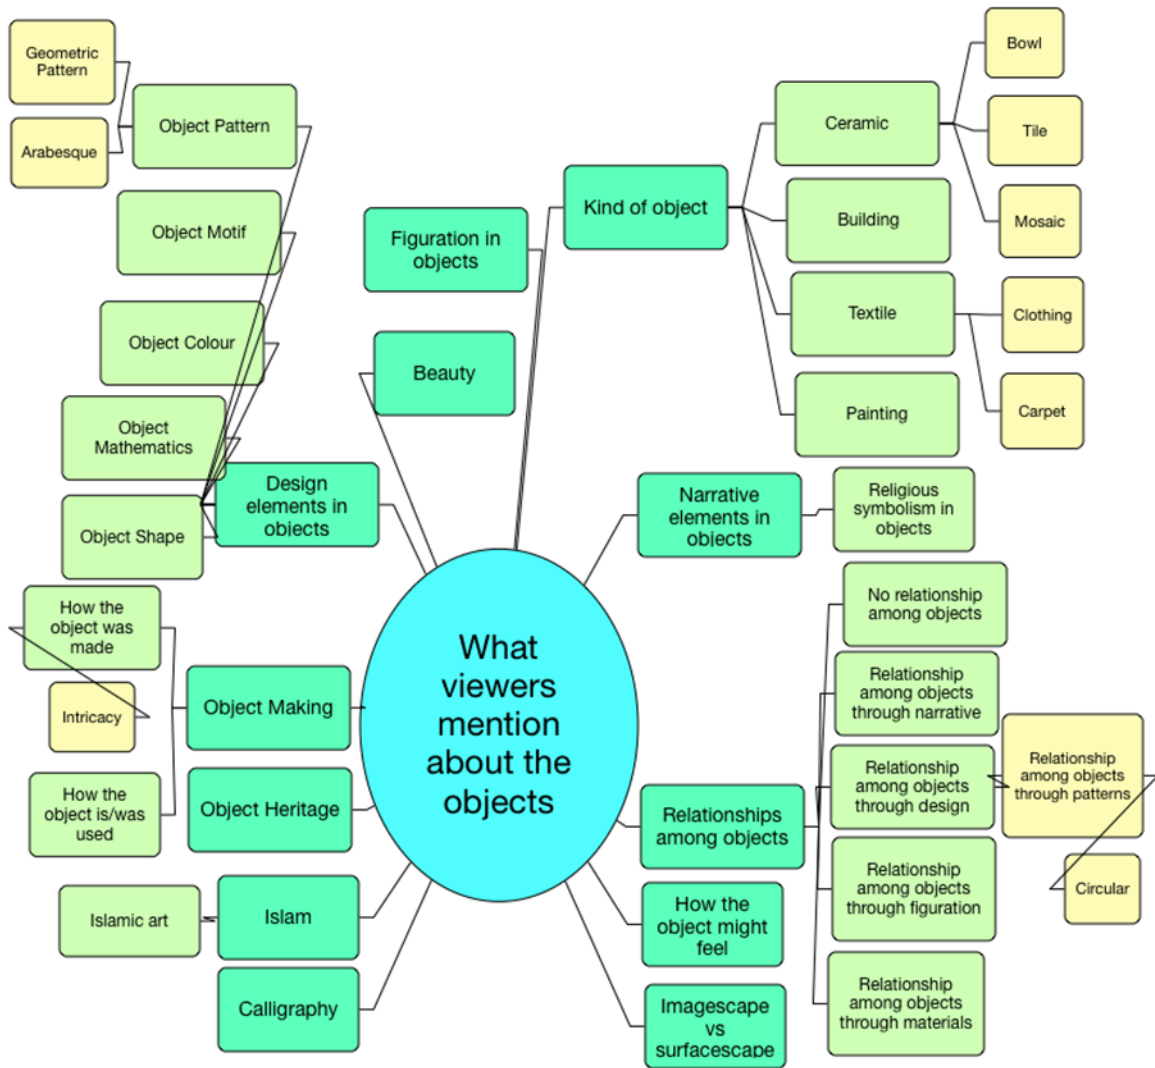 Geometric
Pattern
Arabesque
Object Pattern
Object Motif
Object Colour
Object
Mathematics
Object Shape
Design
elements in
objects
Figuration in
objects
Beauty
Kind of object
Ceramic
Bowl
Tile
Mosaic
Building
Textile
Clothing
Carpet
Painting
Narrative
elements in
objects
Religious
symbolism in
objects
What
viewers
mention
about the
objects
How the
object was
made
Intricacy
How the
object is/was
used
Object Making
Object Heritage
Islamic art
Islam
Calligraphy
Relationships
among objects
No relationship
among objects
Relationship
among objects
through narrative
Relationship
among objects
through design
Relationship
among objects
through patterns
Circular
Relationship
among objects
through figuration
Relationship
among objects
through materials
How the
object might
feel
Imagescape
vs
surfacescape